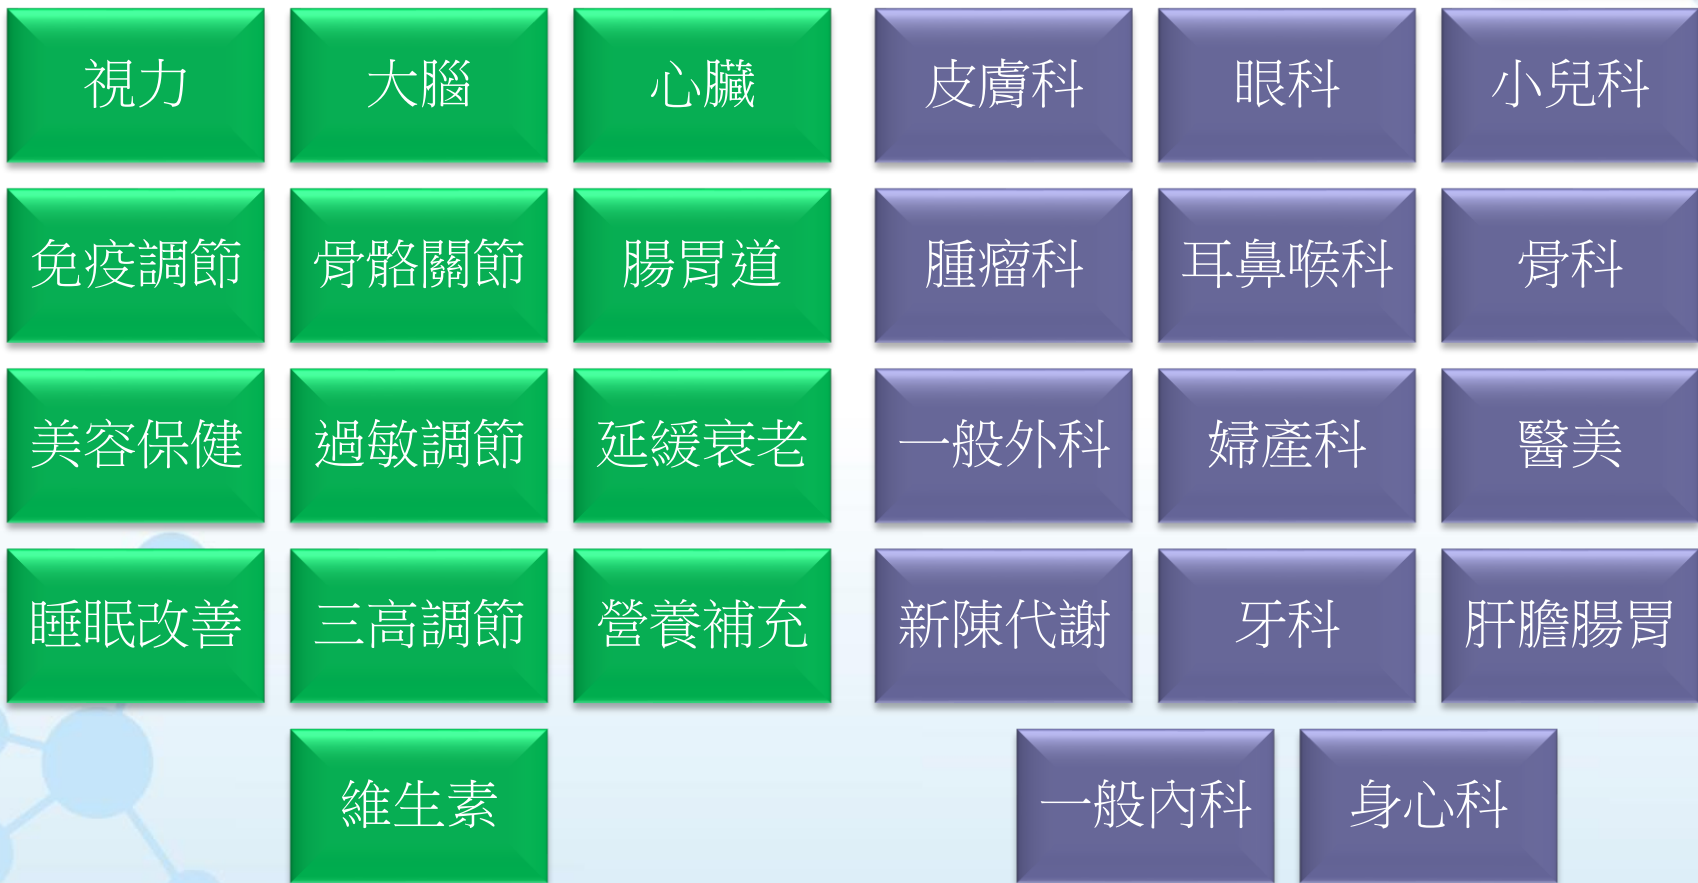 視力
大腦
心臟
免疫調節
骨骼關節
腸胃道
美容保健
過敏調節
延緩衰老
睡眠改善
三高調節
營養補充
維生素
皮膚科
眼科
小兒科
腫瘤科
耳鼻喉科
骨科
一般外科
婦產科
醫美
新陳代謝
牙科
肝膽腸胃
一般內科
身心科